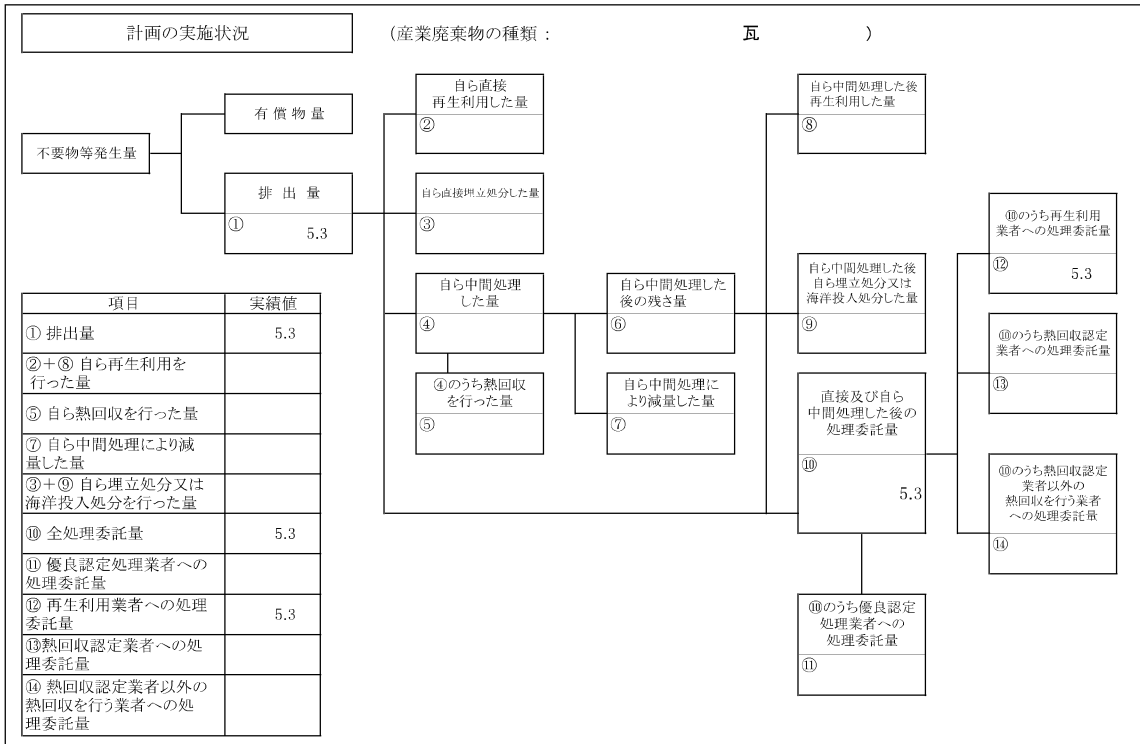 計画の実施状況
(産業廃棄物の種類： 瓦 )
不要物等発生量
有償物量
排出量
①
5.3
自ら直接
再生利用した量
②
自ら直接埋立処分した量
③
自ら中間処理
した量
④
④のうち熱回収
を行った量
⑤
自ら中間処理した
後の残さ量
⑥
自ら中間処理に
より減量した量
⑦
自ら中間処理した後
再生利用した量
⑧
自ら中間処理した後
自ら埋立処分又は
海洋投入処分した量
⑨
直接及び自ら
中間処理した後の
処理委託量
⑩
5.3
⑩のうち優良認定
処理業者への
処理委託量
⑪
⑩のうち再生利用
業者への処理委託量
⑫
5.3
⑩のうち熱回収認定
業者への処理委託量
⑬
⑩のうち熱回収認定
業者以外の
熱回収を行う業者
への処理委託量
⑭
項目 実績値
① 排出量 5.3
②+⑧ 自ら再生利用を
行った量
⑤ 自ら熱回収を行った量
⑦ 自ら中間処理により減
量した量
③+⑨ 自ら埋立処分又は
海洋投入処分を行った量
⑩ 全処理委託量 5.3
⑪ 優良認定処理業者への
処理委託量
⑫ 再生利用業者への処理
委託量 5.3
⑬熱回収認定業者への処
理委託量
⑭ 熱回収認定業者以外の
熱回収を行う業者への処
理委託量